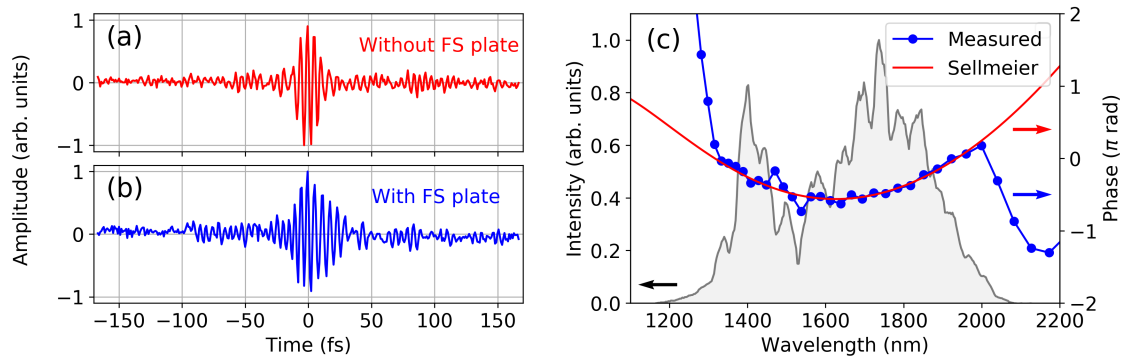 Amplitude (arb. units)
1
0
−1
(a)
Without FS plate
1
0
−1
(b)
With FS plate
−150 −100 −50 0 50 100 150
Time (fs)
Intensity (arb. units)
1.0
0.8
0.6
0.4
0.2
0.0
(c)
Measured
Sellmeier
2
1
0
−1
−2
Phase (π rad)
1200 1400 1600 1800 2000 2200
Wavelength (nm)